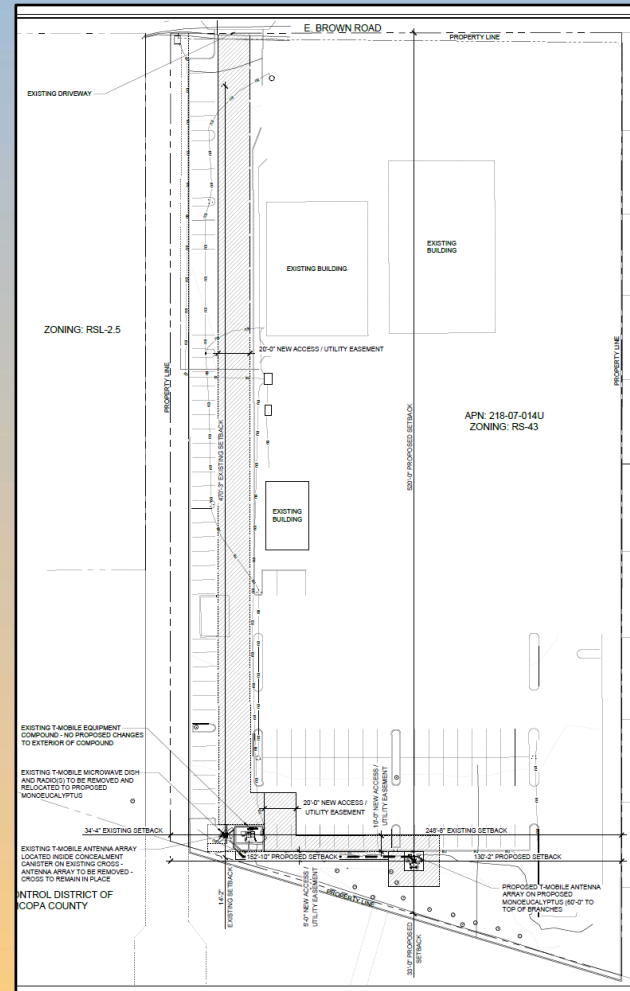 E. BROWN ROAD
PROPERTY LINE
EXISTING DRIVEWAY
EXISTING
BUILDING
EXISTING BUILDING
ZONING: RSL-2.5
20'-0" NEW ACCESS / UTILITY EASEMENT
PROPERTY LINE
PROPERTY LINE
470'-3" EXISTING SETBACK
520'-0" PROPOSED SETBACK
APN: 218-07-014U
ZONING: RS-43
EXISTING
BUILDING
EXISTING T-MOBILE EQUIPMENT
COMPOUND - NO PROPOSED CHANGES
TO EXTERIOR OF COMPOUND
EXISTING T-MOBILE MICROWAVE DISH
AND RADIO(S) TO BE REMOVED AND
RELOCATED TO PROPOSED
MONOEUCALYPTUS
20'-0" NEW ACCESS /
UTILITY EASEMENT
10'-0" NEW ACCESS /
UTILITY EASEMENT
34'-4" EXISTING SETBACK
248'-8" EXISTING SETBACK
EXISTING T-MOBILE ANTENNA ARRAY
LOCATED INSIDE CONCEALMENT
CANISTER ON EXISTING CROSS -
ANTENNA ARRAY TO BE REMOVED -
CROSS TO REMAIN IN PLACE
152'-10" PROPOSED SETBACK
130'-2" PROPOSED SETBACK
14'-2"
EXISTING SETBACK
5'-0" NEW ACCESS /
UTILITY EASEMENT
PROPERTY LINE
33'-0" PROPOSED
SETBACK
PROPOSED T-MOBILE ANTENNA
ARRAY ON PROPOSED
MONOEUCALYPTUS (60'-0" TO
TOP OF BRANCHES
ONTROL DISTRICT OF
ICOPA COUNTY